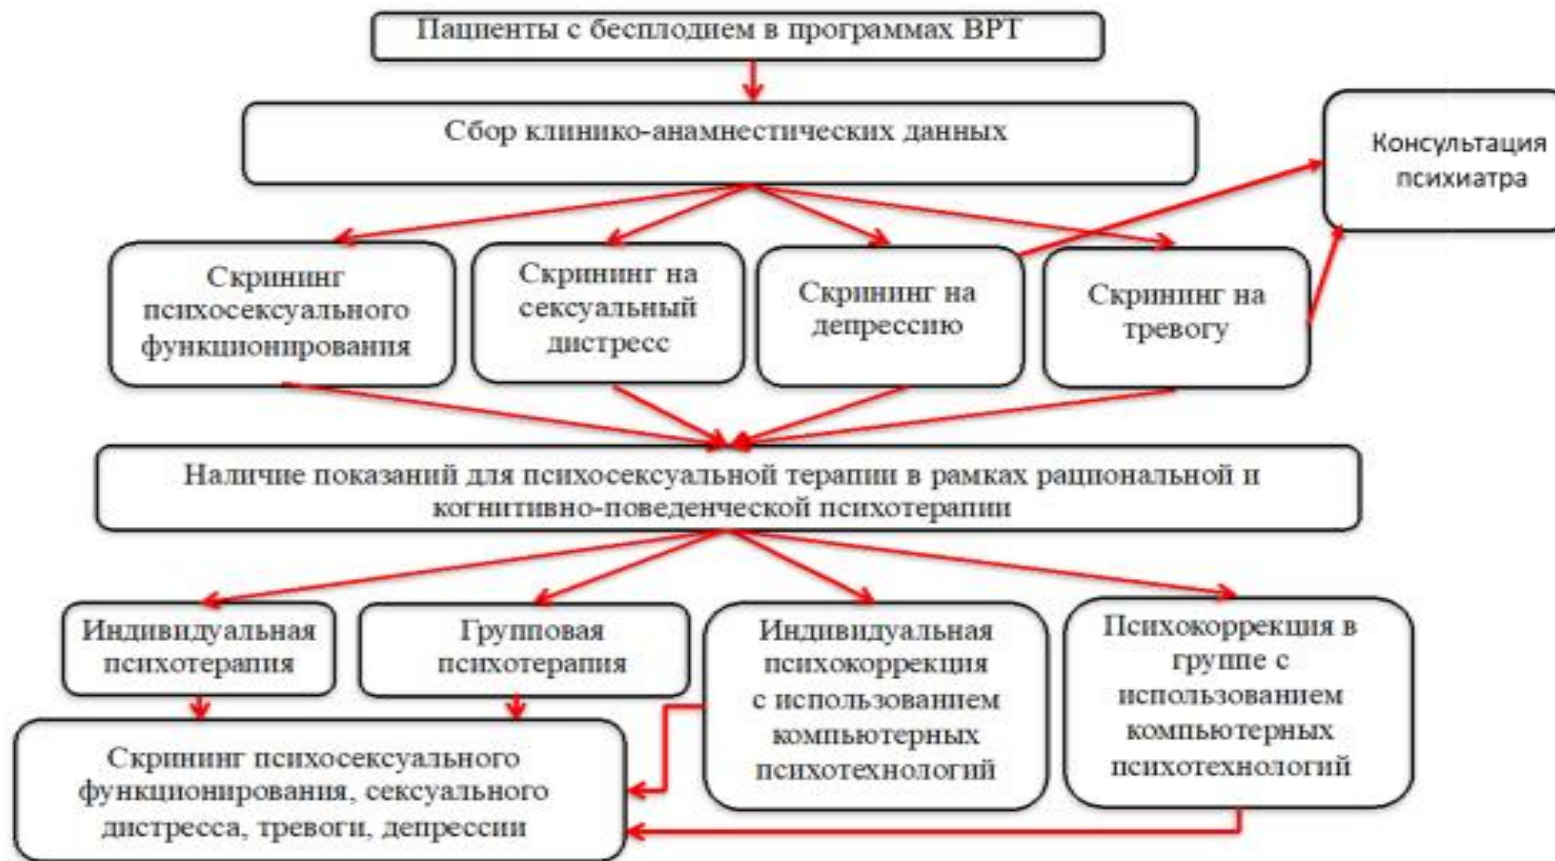 Пациенты с бесплодием в программах ВРТ
Сбор клинико-анамнестических данных
Консультация
психиатра
Скрининг
психосексуального
функционирования
Скрининг на
сексуальный
дистресс
Скрининг на
депрессию
Скрининг на
тревогу
Наличие показаний для психосексуальной терапии в рамках рациональной и
когнитивно-поведенческой психотерапии
Индивидуальная
психотерапия
Групповая
психотерапия
Индивидуальная
психокоррекция
с использованием
компьютерных
психотехнологий
Психокоррекция в
группе с
использованием
компьютерных
психотехнологий
Скрининг психосексуального
функционирования, сексуального
дистресса, тревоги, депрессии